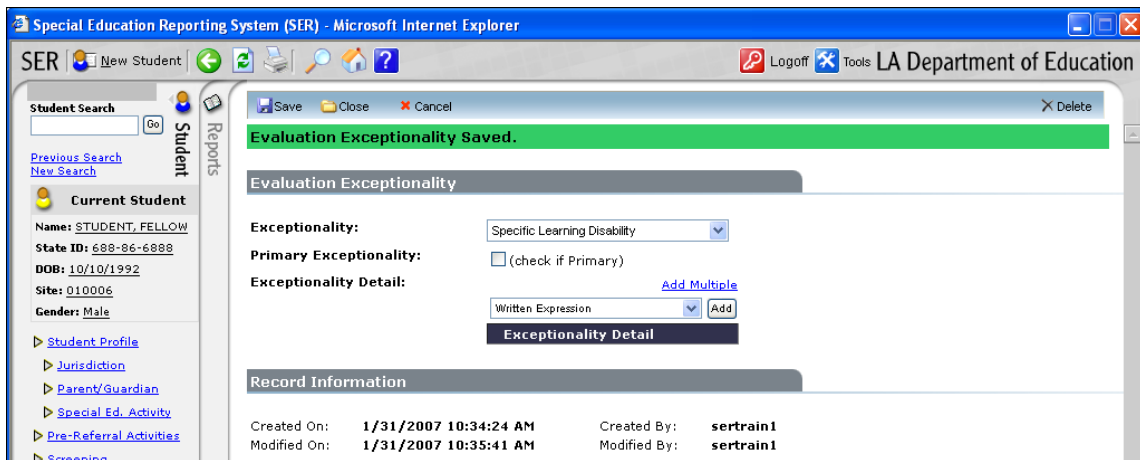 Special Education Reporting System (SER) - Microsoft Internet Explorer
SER New Student ? Logoff Tools LA Department of Education
Student Search
Go
Previous Search
New Search
Student
Reports
Current Student
Name: STUDENT, FELLOW
State ID: 688-86-6888
DOB: 10/10/1992
Site: 010006
Gender: Male
Student Profile
Jurisdiction
Parent/Guardian
Special Ed. Activity
Pre-Referral Activities
Screening
Save Close Cancel Delete
Evaluation Exceptionality Saved.
Evaluation Exceptionality
Exceptionality: Specific Learning Disability
Primary Exceptionality: (check if Primary)
Exceptionality Detail: Add Multiple
Written Expression Add
Exceptionality Detail
Record Information
Created On: 1/31/2007 10:34:24 AM Created By: sertrain1
Modified On: 1/31/2007 10:35:41 AM Modified By: sertrain1